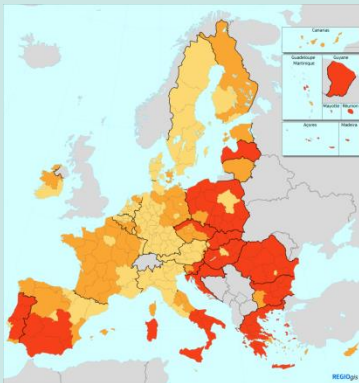 Canarias
Guadeloupe
Martinique
Guyane
Mayotte
Réunion
Açores
Madeira
REGIOgis